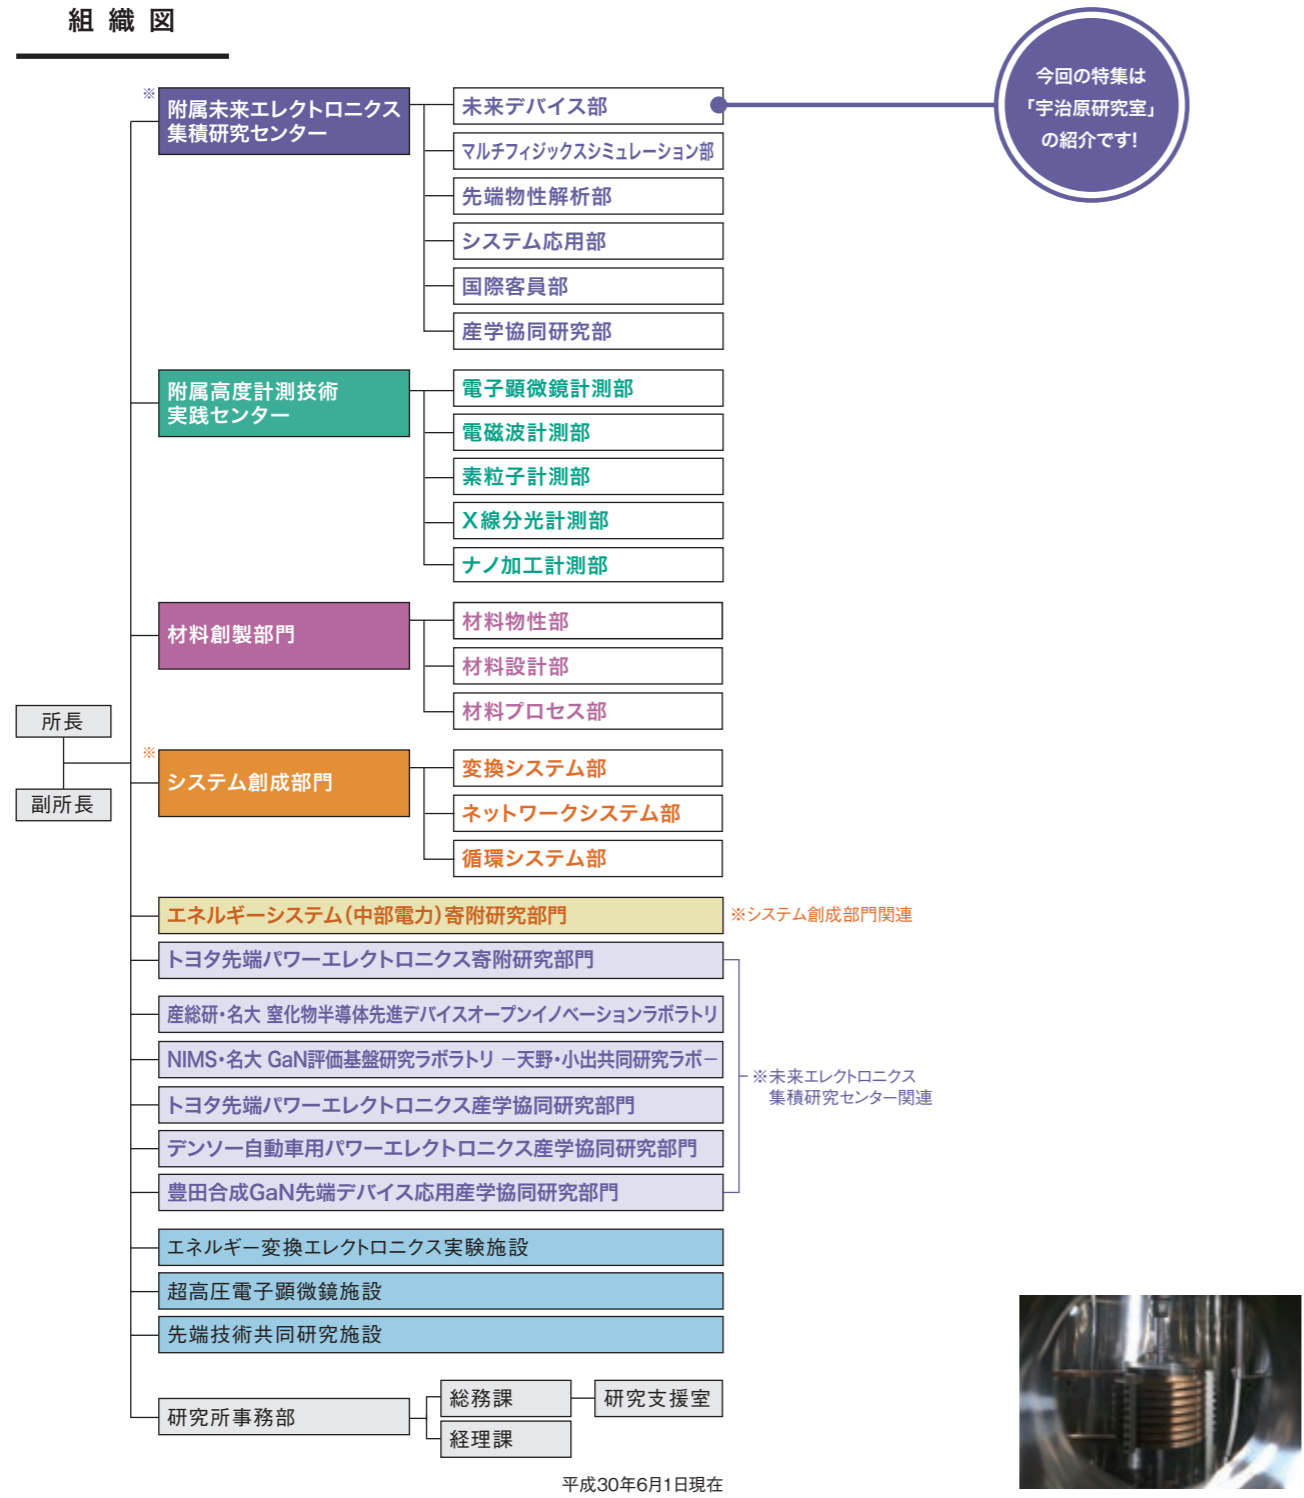 組織図
今回の特集は
「宇治原研究室」
の紹介です!
※
附属未来エレクトロニクス
集積研究センター
未来デバイス部
マルチフィジックスシミュレーション部
先端物性解析部
システム応用部
国際客員部
産学協同研究部
附属高度計測技術
実践センター
電子顕微鏡計測部
電磁波計測部
素粒子計測部
X線分光計測部
ナノ加工計測部
材料創製部門
材料物性部
材料設計部
材料プロセス部
所長
副所長
※
システム創成部門
変換システム部
ネットワークシステム部
循環システム部
エネルギーシステム(中部電力)寄附研究部門
※システム創成部門関連
トヨタ先端パワーエレクトロニクス寄附研究部門
産総研・名大 窒化物半導体先進デバイスオープンイノベーションラボラトリ
NIMS・名大 GaN評価基盤研究ラボラトリ −天野・小出共同研究ラボ−
トヨタ先端パワーエレクトロニクス産学協同研究部門
デンソー自動車用パワーエレクトロニクス産学協同研究部門
豊田合成GaN先端デバイス応用産学協同研究部門
※未来エレクトロニクス
集積研究センター関連
エネルギー変換エレクトロニクス実験施設
超高圧電子顕微鏡施設
先端技術共同研究施設
研究所事務部
総務課
研究支援室
経理課
平成30年6月1日現在